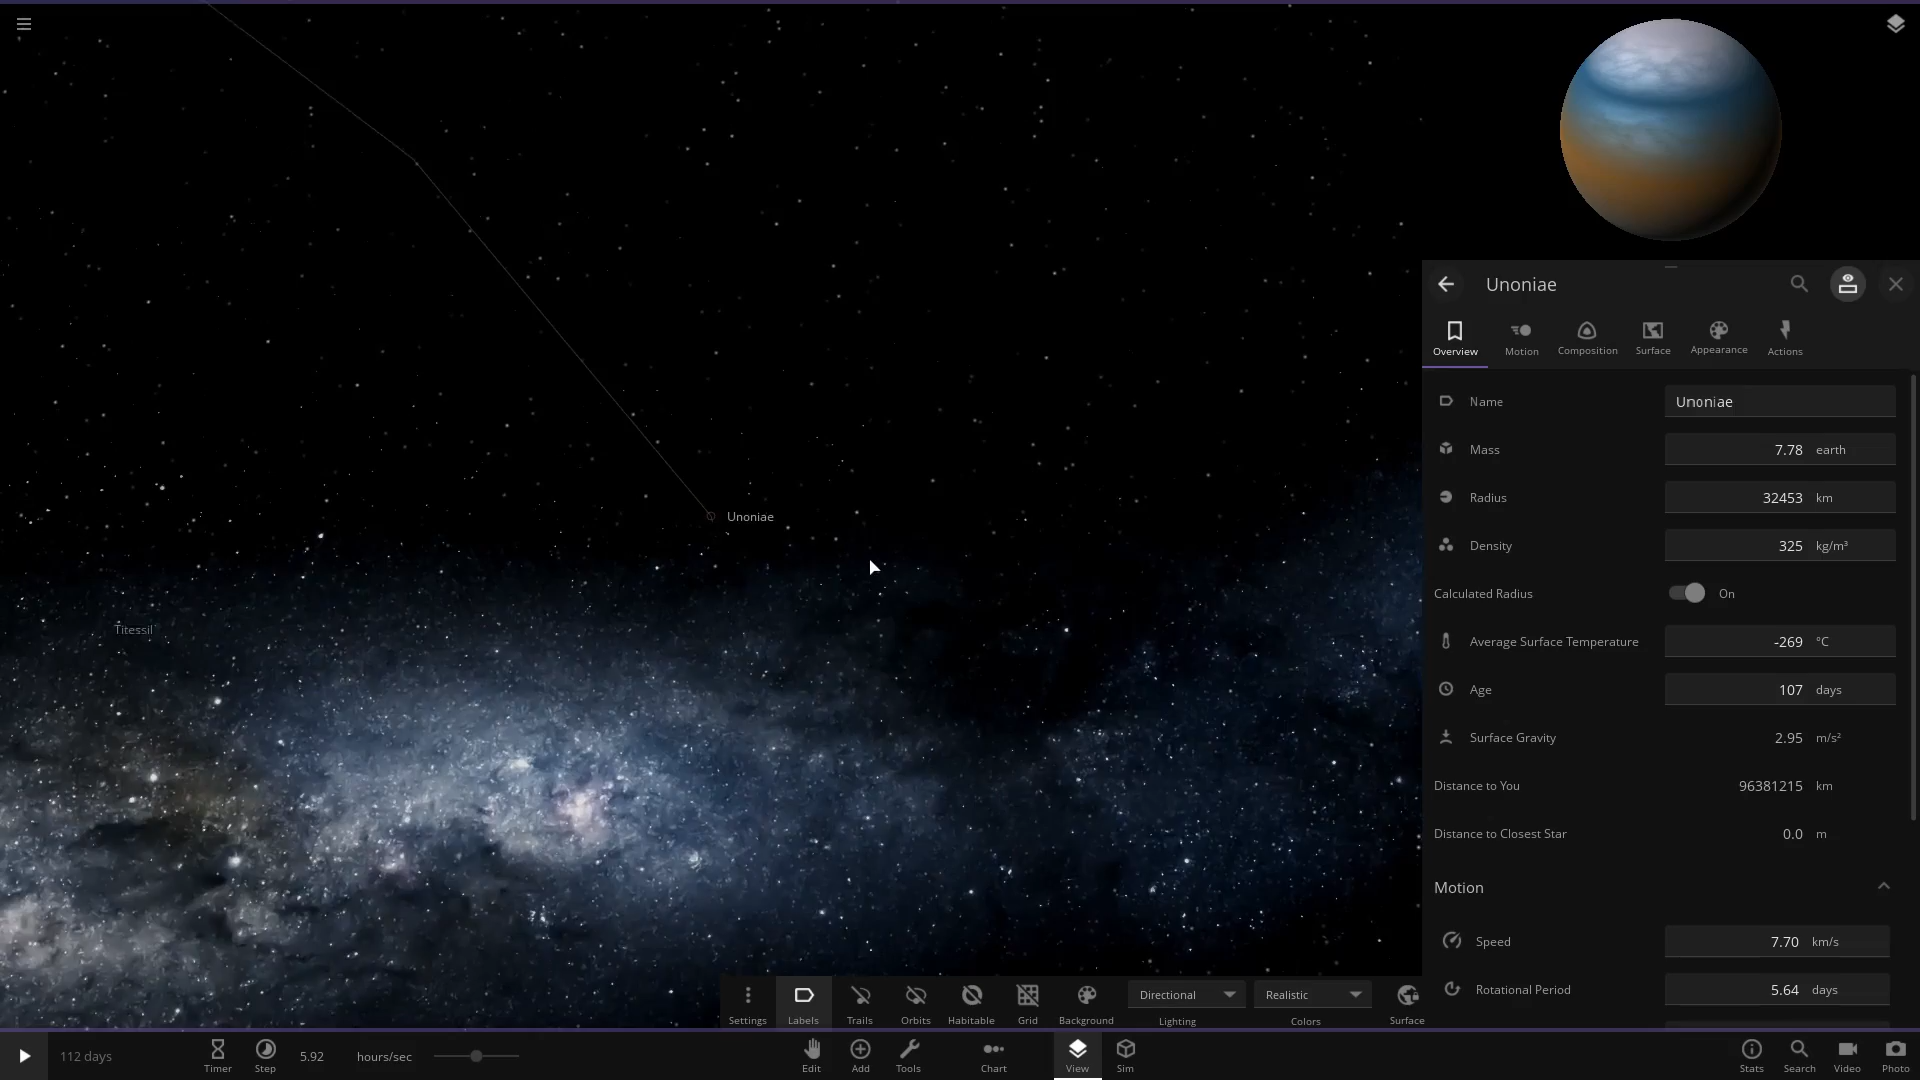 Unoniae
Titessil
Unoniae
Overview
Motion
Composition
Surface
Appearance
Actions
Name Unoniae
Mass 7.78 earth
Radius 32453 km
Density 325 kg/m³
Calculated Radius On
Average Surface Temperature -269 °C
Age 107 days
Surface Gravity 2.95 m/s²
Distance to You 96381215 km
Distance to Closest Star 0.0 m
Motion
Speed 7.70 km/s
Rotational Period 5.64 days
Settings
Labels
Trails
Orbits
Habitable
Grid
Background
Directional
Lighting
Realistic
Colors
Surface
112 days
Timer
Step
5.92 hours/sec
Edit
Add
Tools
Chart
View
Sim
Stats
Search
Video
Photo